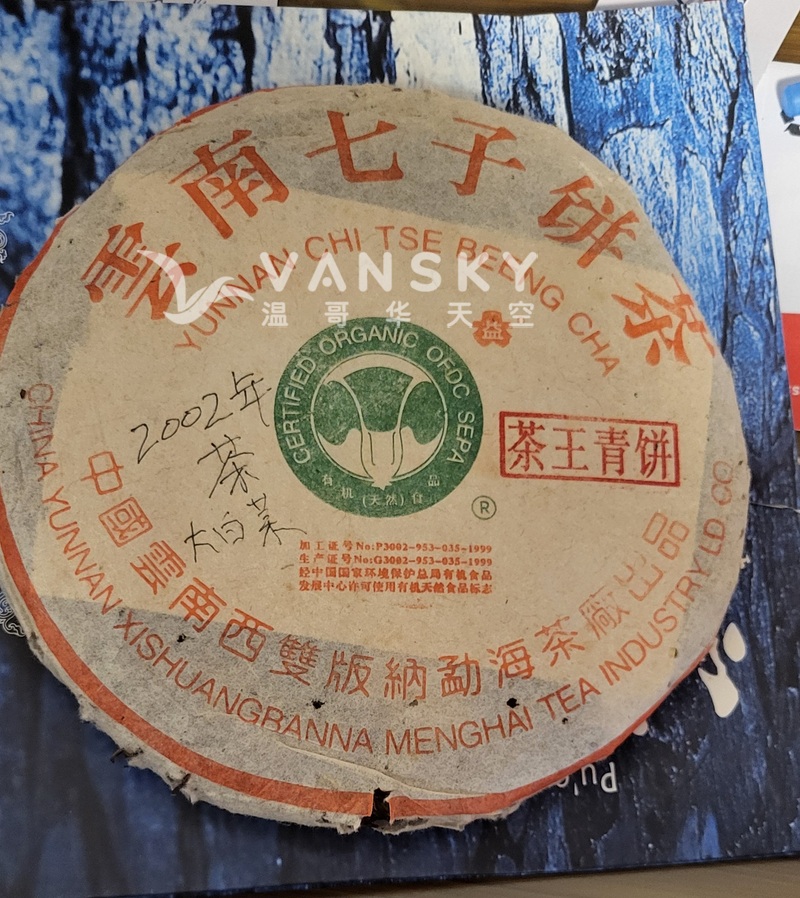 雲南七子餅茶
YUNNAN CHI TSE BEENG CHA
VANSKY
温哥华天空
益
CERTIFIED ORGANIC OFDC SEPA
有机(天然)食品
®
2002年
茶
大白菜
茶王青饼
加工证号No:P3002-953-035-1999
生产证号No:G3002-953-035-1999
经中国国家环境保护总局有机食品
发展中心许可使用有机天然食品标志
中國雲南西雙版納勐海茶廠出品
CHINA YUNNAN XISHUANGBANNA MENGHAI TEA INDUSTRY LD.CO